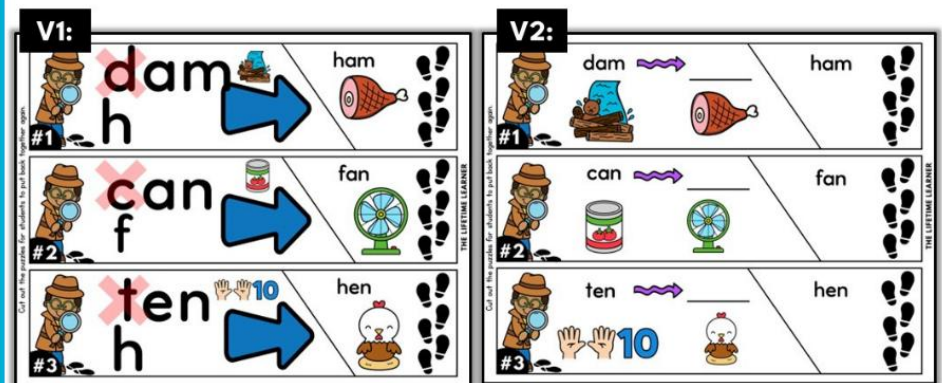 V1:
Cut out the puzzles for students to put back together again.
dam
h
ham
#1
can
f
fan
#2
ten
10
h
hen
#3
THE LIFETIME LEARNER
V2:
Cut out the puzzles for students to put back together again.
dam
ham
#1
can
fan
#2
ten
hen
10
#3
THE LIFETIME LEARNER